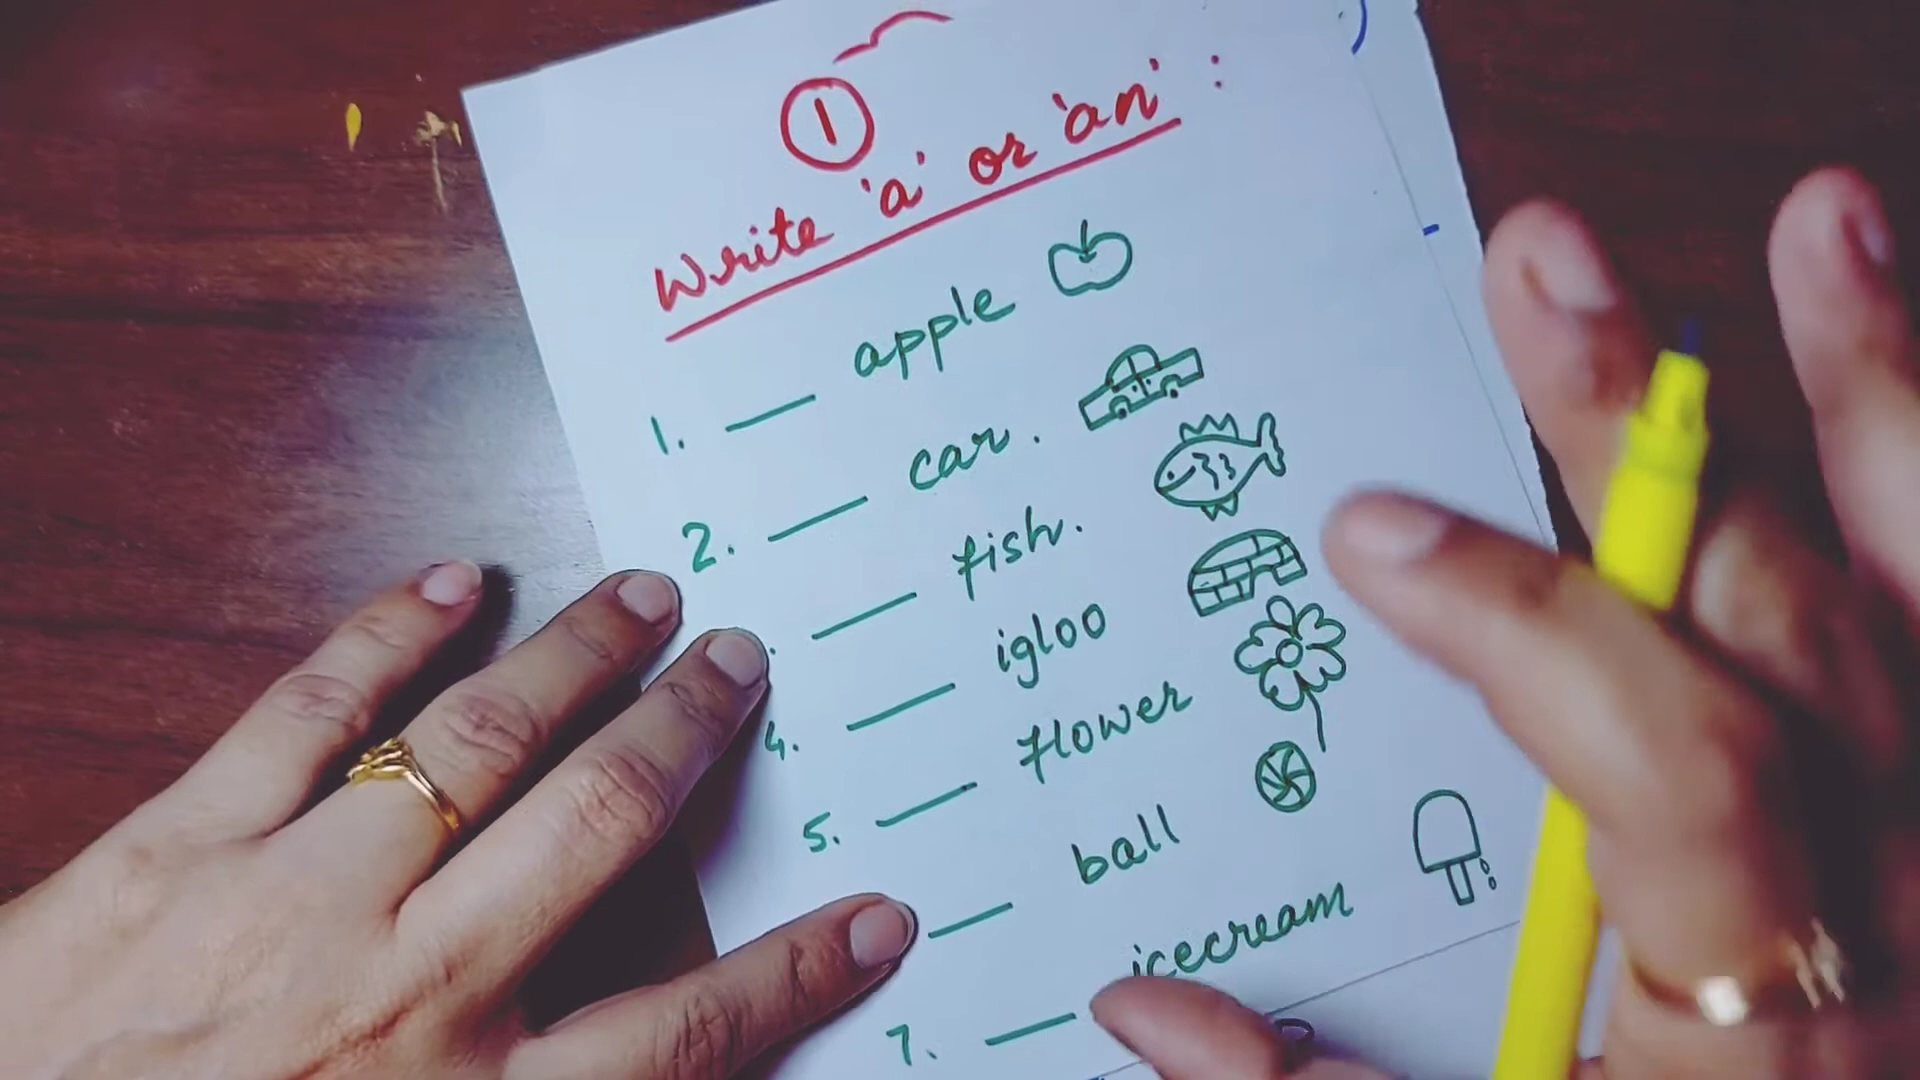 1
Write 'a' or 'an' :
1. ___ apple
2. ___ car.
. ___ fish.
4. ___ igloo
5. ___ flower
___ ball
7. ___ icecream